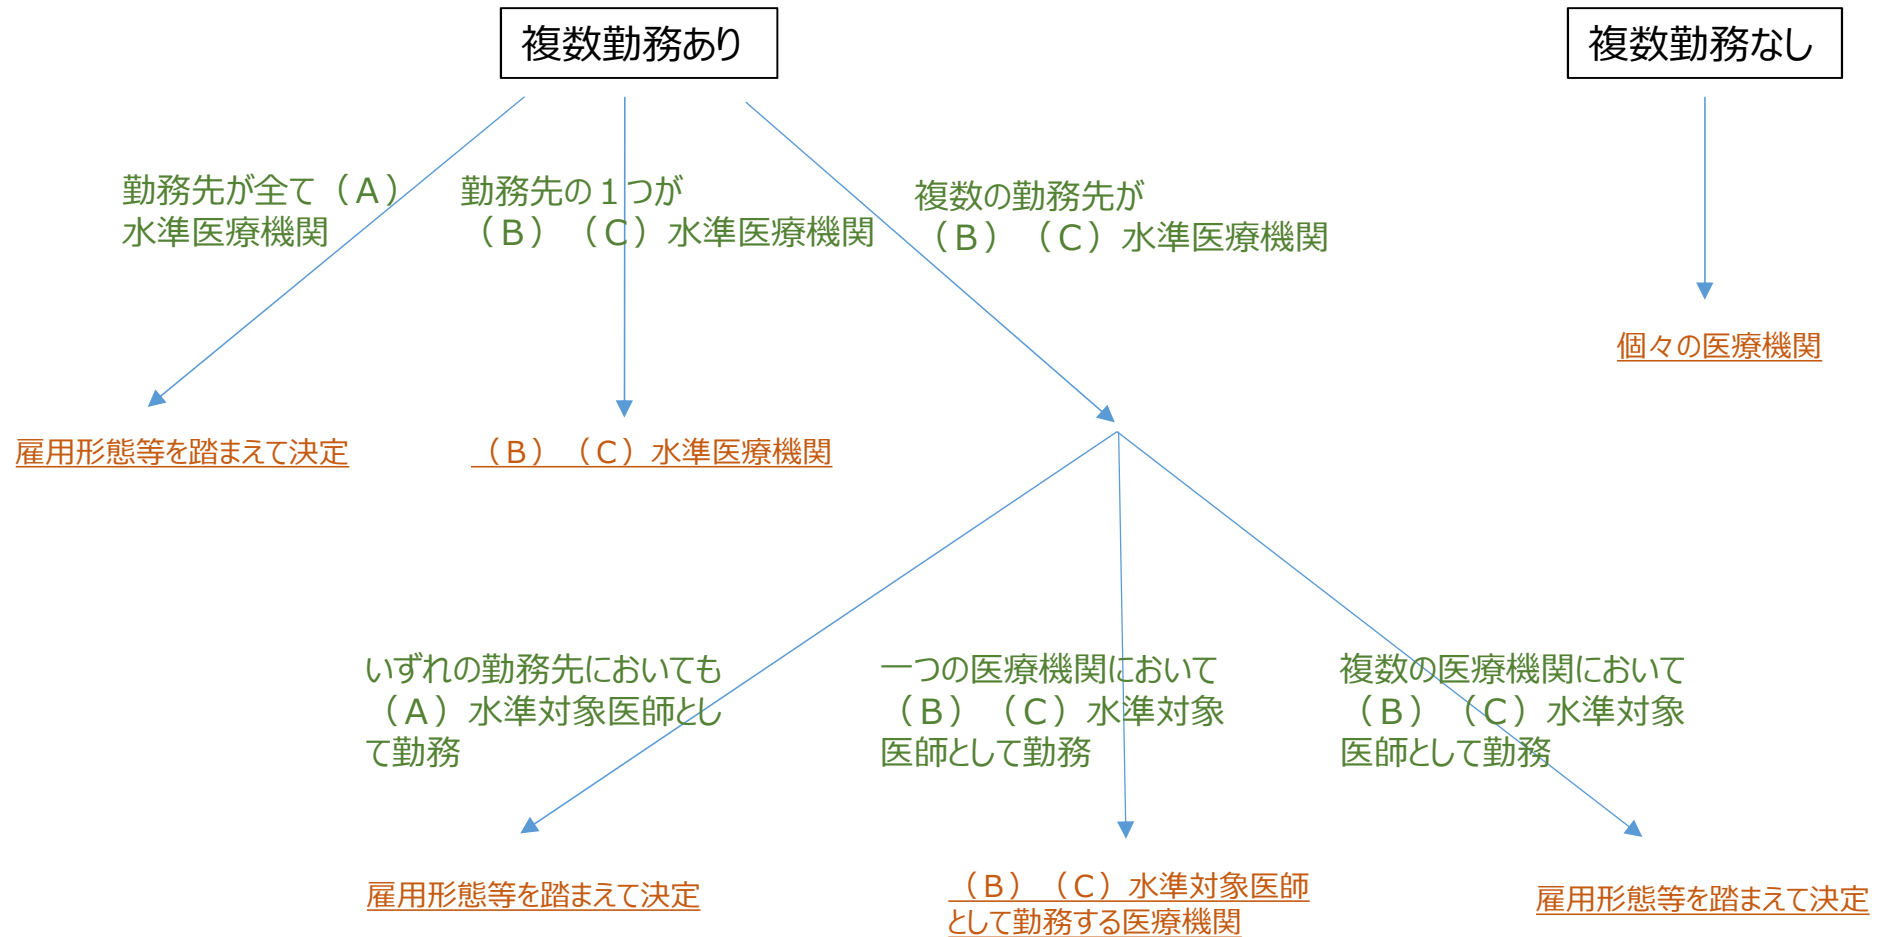 複数勤務あり
複数勤務なし
勤務先が全て（A）
水準医療機関
勤務先の１つが
（B）（C）水準医療機関
複数の勤務先が
（B）（C）水準医療機関
個々の医療機関
雇用形態等を踏まえて決定
（B）（C）水準医療機関
いずれの勤務先においても
（A）水準対象医師とし
て勤務
一つの医療機関において
（B）（C）水準対象
医師として勤務
複数の医療機関において
（B）（C）水準対象
医師として勤務
雇用形態等を踏まえて決定
（B）（C）水準対象医師
として勤務する医療機関
雇用形態等を踏まえて決定